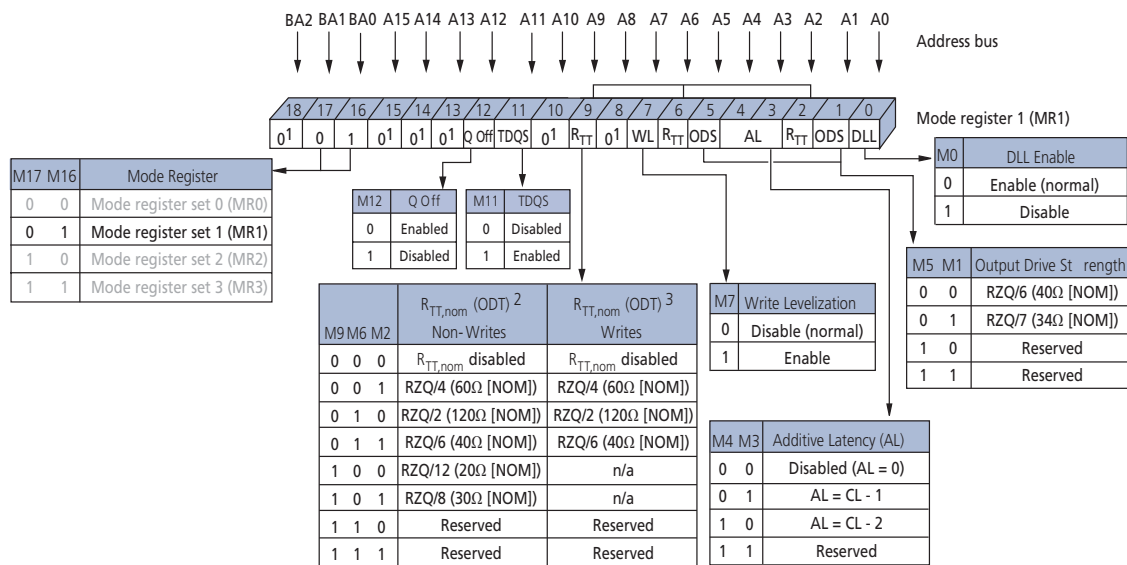 BA2 BA1 BA0 A15 A14 A13 A12 A11 A10 A9 A8 A7 A6 A5 A4 A3 A2 A1 A0
Address bus
18 17 16 15 14 13 12 11 10 9 8 7 6 5 4 3 2 1 0
0¹ 0 1 0¹ 0¹ 0¹ Q Off TDQS 0¹ RTT 0¹ WL RTT ODS AL RTT ODS DLL
Mode register 1 (MR1)
M17 M16 Mode Register
0 0 Mode register set 0 (MR0)
0 1 Mode register set 1 (MR1)
1 0 Mode register set 2 (MR2)
1 1 Mode register set 3 (MR3)
M12 Q Off
0 Enabled
1 Disabled
M11 TDQS
0 Disabled
1 Enabled
M0 DLL Enable
0 Enable (normal)
1 Disable
M5 M1 Output Drive St rength
0 0 RZQ/6 (40Ω [NOM])
0 1 RZQ/7 (34Ω [NOM])
1 0 Reserved
1 1 Reserved
RTT,nom (ODT) 2 RTT,nom (ODT) 3
M9 M6 M2 Non-Writes Writes
0 0 0 RTT,nom disabled RTT,nom disabled
0 0 1 RZQ/4 (60Ω [NOM]) RZQ/4 (60Ω [NOM])
0 1 0 RZQ/2 (120Ω [NOM]) RZQ/2 (120Ω [NOM])
0 1 1 RZQ/6 (40Ω [NOM]) RZQ/6 (40Ω [NOM])
1 0 0 RZQ/12 (20Ω [NOM]) n/a
1 0 1 RZQ/8 (30Ω [NOM]) n/a
1 1 0 Reserved Reserved
1 1 1 Reserved Reserved
M7 Write Levelization
0 Disable (normal)
1 Enable
M4 M3 Additive Latency (AL)
0 0 Disabled (AL = 0)
0 1 AL = CL - 1
1 0 AL = CL - 2
1 1 Reserved